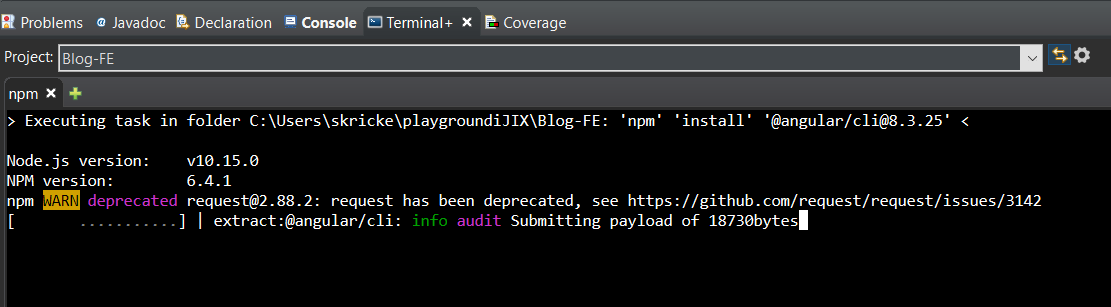 Problems @ Javadoc Declaration Console Terminal+ Coverage
Project: Blog-FE
npm
> Executing task in folder C:\Users\skricke\playgroundiJIX\Blog-FE: 'npm' 'install' '@angular/cli@8.3.25' <
Node.js version: v10.15.0
NPM version: 6.4.1
npm WARN deprecated request@2.88.2: request has been deprecated, see https://github.com/request/request/issues/3142
[ ...........] | extract:@angular/cli: info audit Submitting payload of 18730bytes